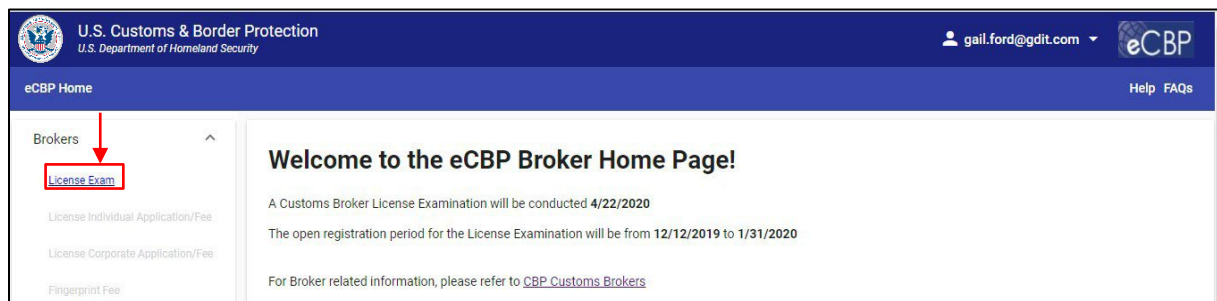 U.S. Customs & Border Protection
U.S. Department of Homeland Security
gail.ford@gdit.com
eCBP
eCBP Home
Help FAQs
Brokers
License Exam
License Individual Application/Fee
License Corporate Application/Fee
Fingerprint Fee
Welcome to the eCBP Broker Home Page!
A Customs Broker License Examination will be conducted 4/22/2020
The open registration period for the License Examination will be from 12/12/2019 to 1/31/2020
For Broker related information, please refer to CBP Customs Brokers